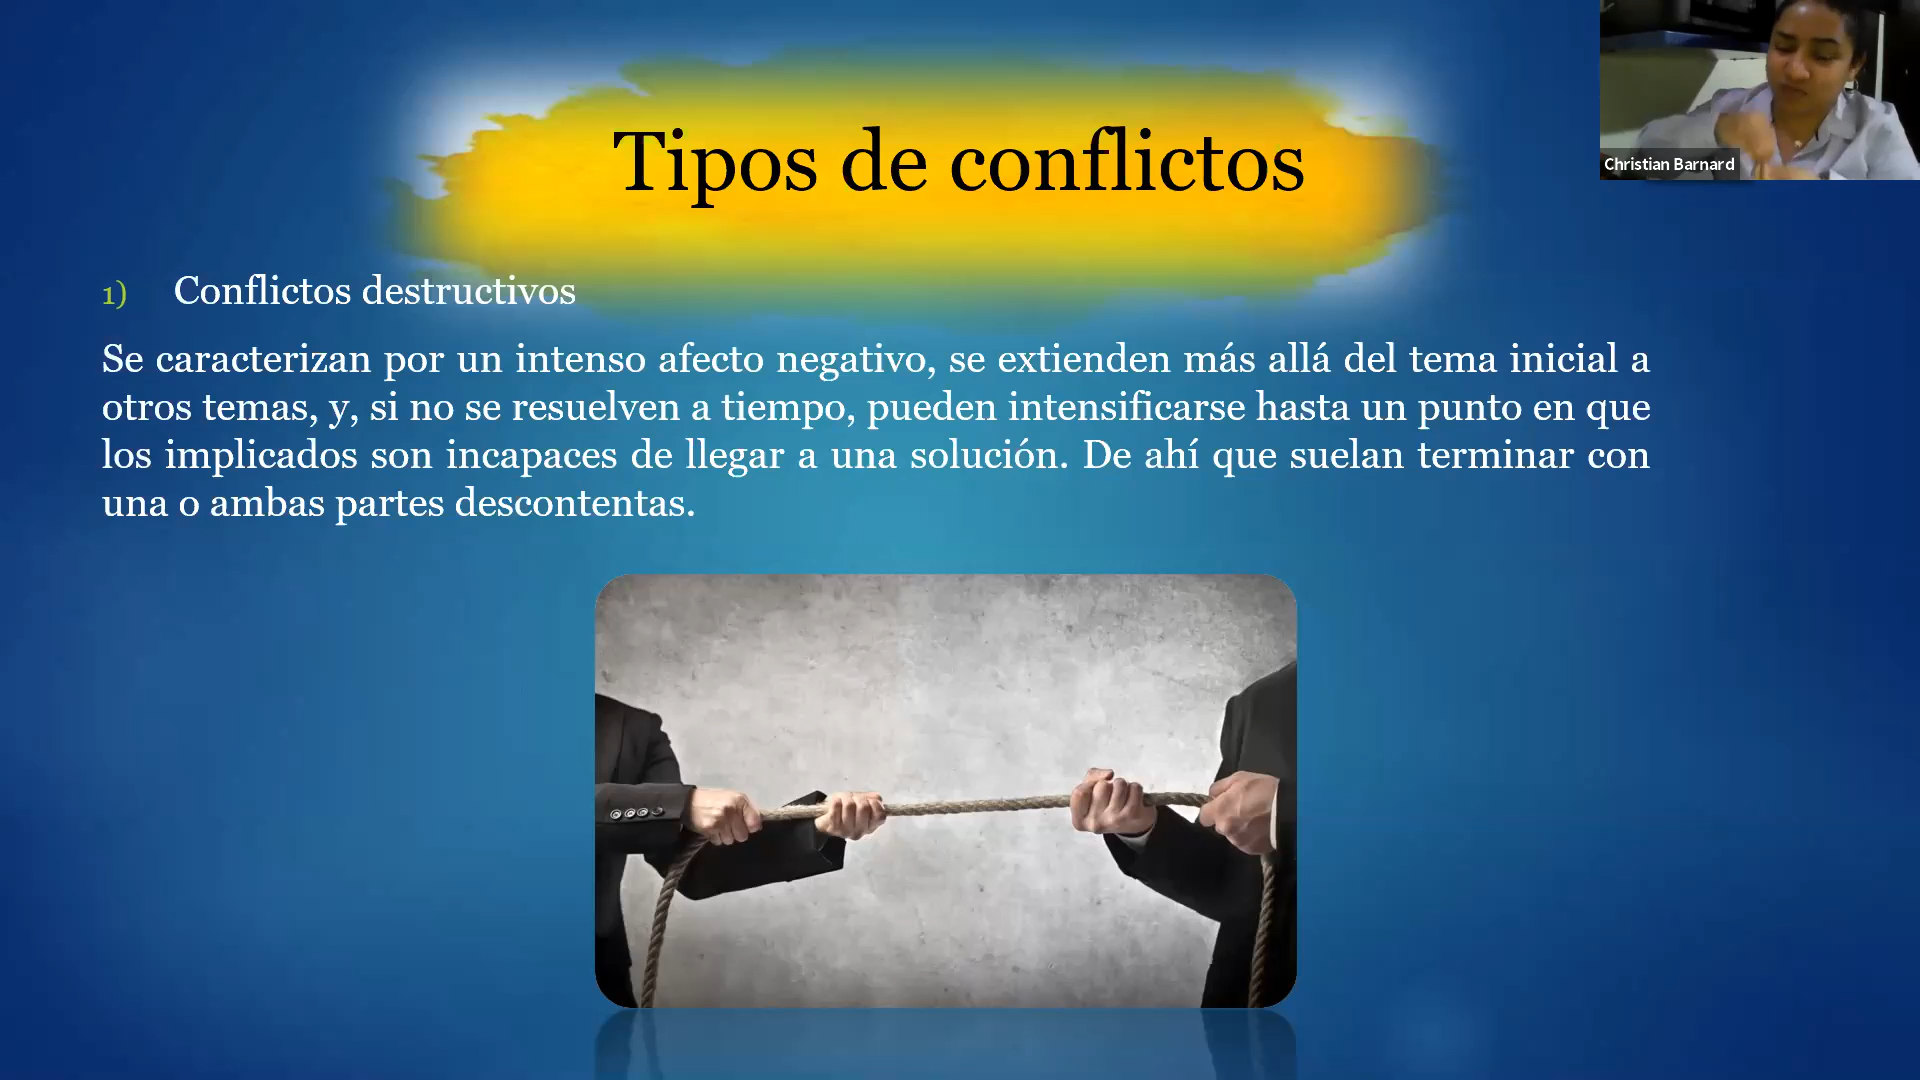 Tipos de conflictos
Christian Barnard
1) Conflictos destructivos
Se caracterizan por un intenso afecto negativo, se extienden más allá del tema inicial a
otros temas, y, si no se resuelven a tiempo, pueden intensificarse hasta un punto en que
los implicados son incapaces de llegar a una solución. De ahí que suelan terminar con
una o ambas partes descontentas.